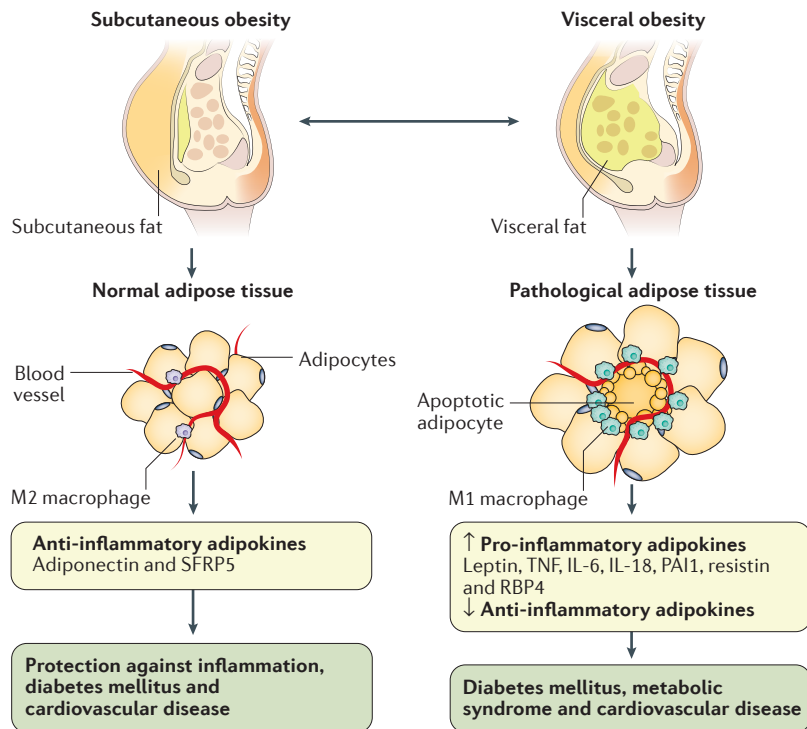 Subcutaneous obesity
Subcutaneous fat
Normal adipose tissue
Adipocytes
Blood
vessel
M2 macrophage
Anti-inflammatory adipokines
Adiponectin and SFRP5
Protection against inflammation,
diabetes mellitus and
cardiovascular disease
Visceral obesity
Visceral fat
Pathological adipose tissue
Apoptotic
adipocyte
M1 macrophage
↑ Pro-inflammatory adipokines
Leptin, TNF, IL-6, IL-18, PAI1, resistin
and RBP4
↓ Anti-inflammatory adipokines
Diabetes mellitus, metabolic
syndrome and cardiovascular disease